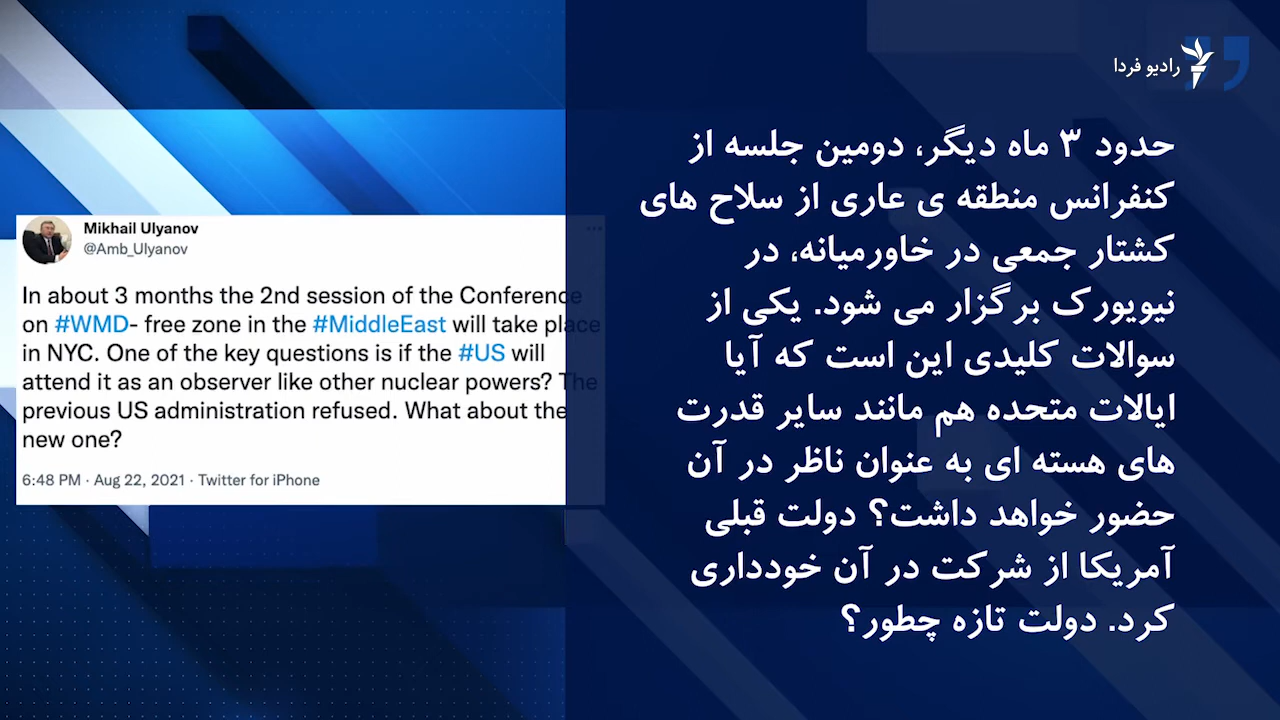 رادیو فردا
حدود ۳ ماه دیگر، دومین جلسه از
کنفرانس منطقه ی عاری از سلاح های
کشتار جمعی در خاورمیانه، در
نیویورک برگزار می شود. یکی از
سوالات کلیدی این است که آیا
ایالات متحده هم مانند سایر قدرت
های هسته ای به عنوان ناظر در آن
حضور خواهد داشت؟ دولت قبلی
آمریکا از شرکت در آن خودداری
کرد. دولت تازه چطور؟
Mikhail Ulyanov
@Amb_Ulyanov
In about 3 months the 2nd session of the Conference
on #WMD- free zone in the #MiddleEast will take place
in NYC. One of the key questions is if the #US will
attend it as an observer like other nuclear powers? The
previous US administration refused. What about the
new one?
6:48 PM · Aug 22, 2021 · Twitter for iPhone